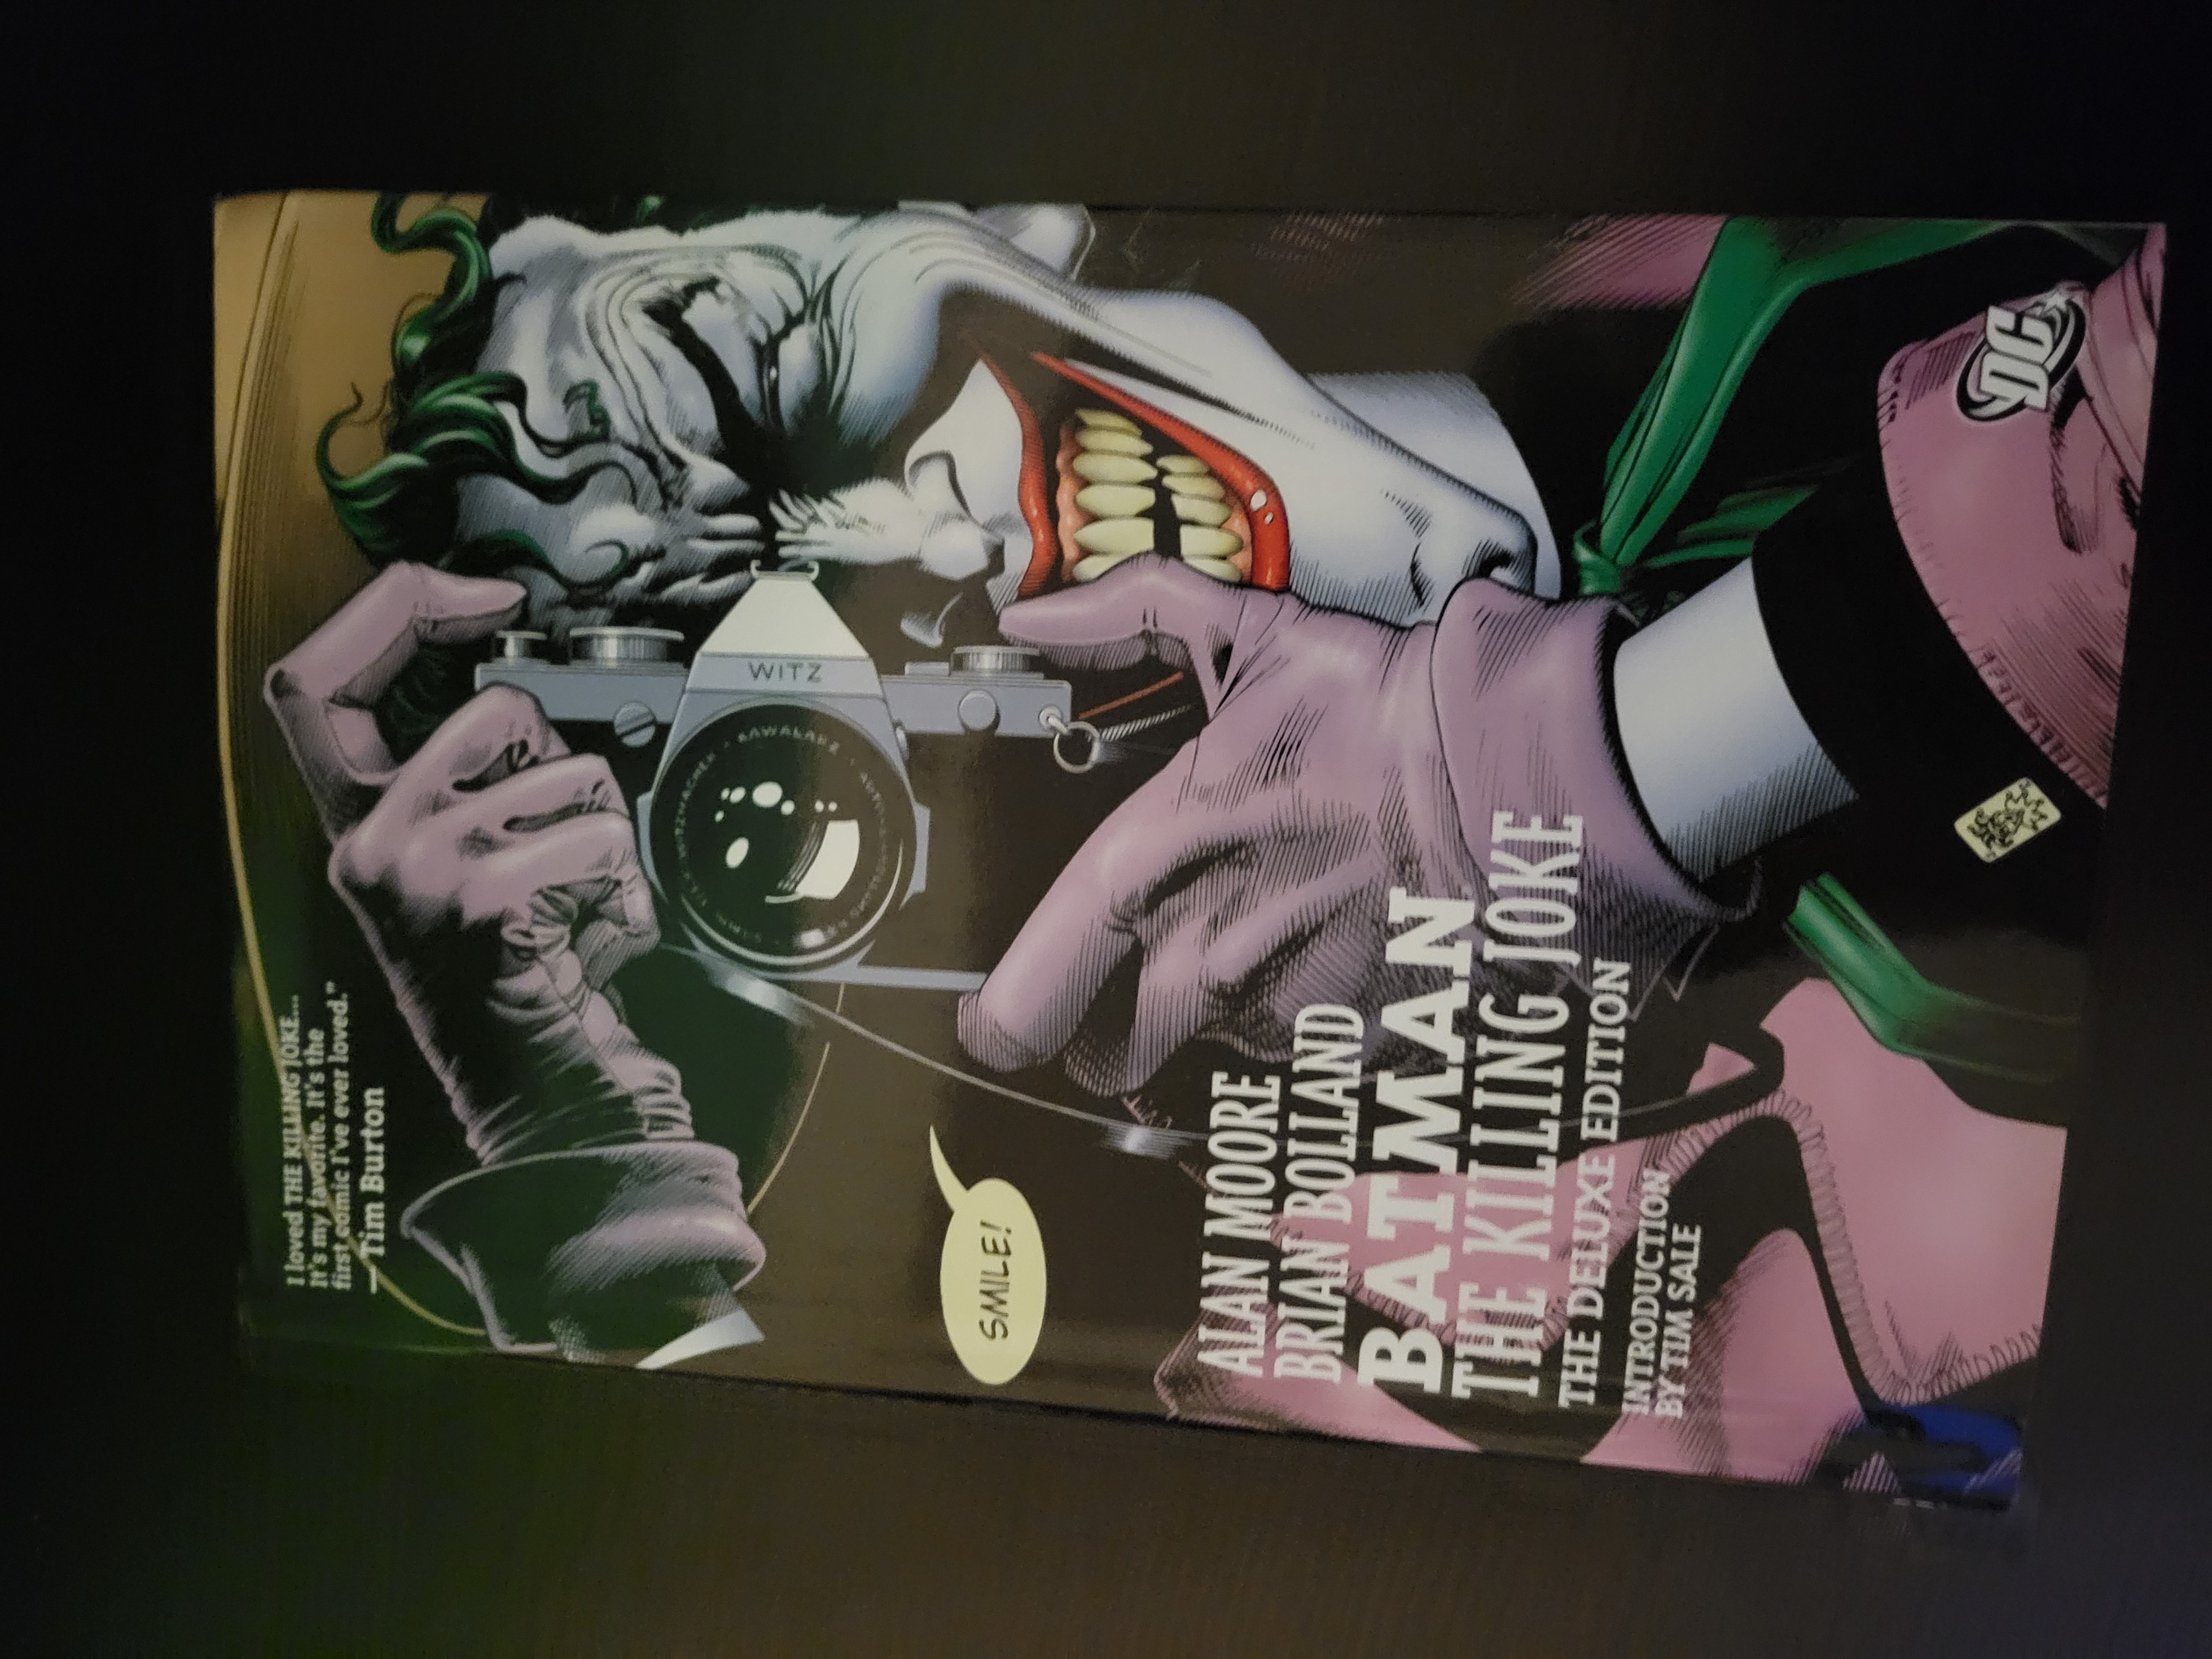 I loved THE KILLING JOKE...
It's my favorite. It's the
first comic I've ever loved."
— Tim Burton
WITZ
SMILE!
ALAN MOORE
BRIAN BOLLAND
BATMAN
THE KILLING JOKE
THE DELUXE EDITION
INTRODUCTION
BY TIM SALE
DC